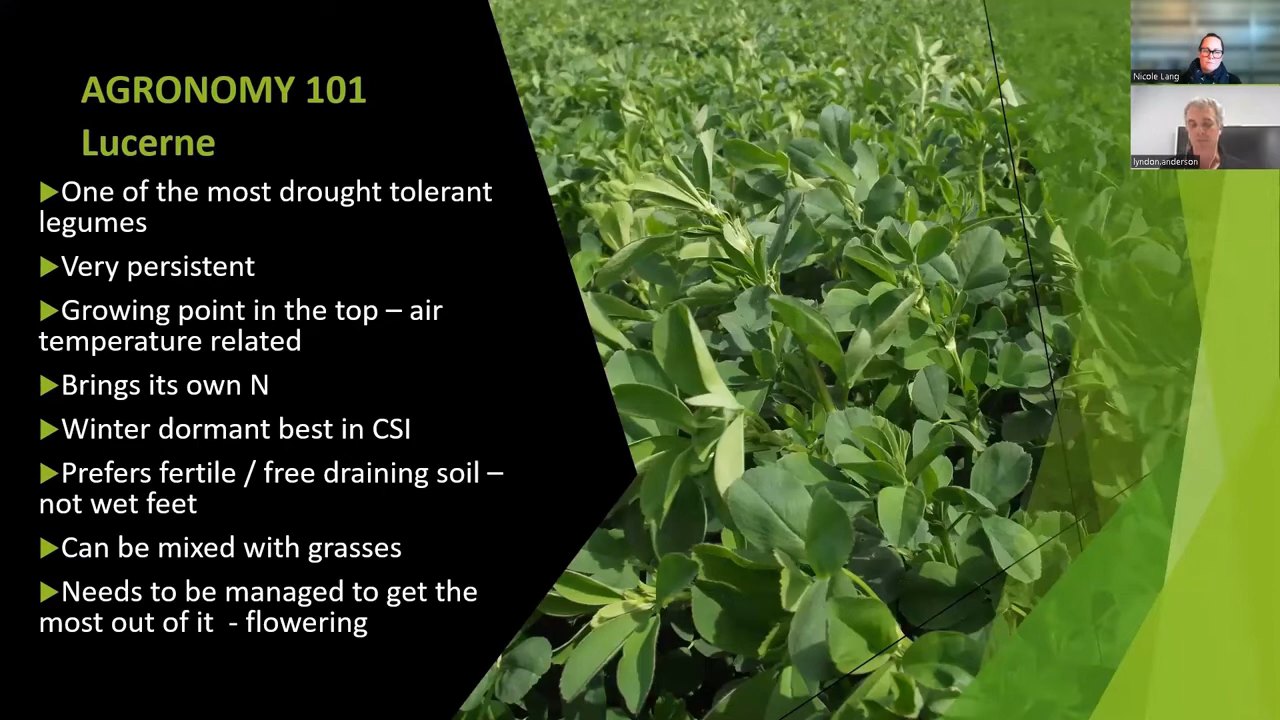 AGRONOMY 101
Lucerne
One of the most drought tolerant
legumes
Very persistent
Growing point in the top – air
temperature related
Brings its own N
Winter dormant best in CSI
Prefers fertile / free draining soil –
not wet feet
Can be mixed with grasses
Needs to be managed to get the
most out of it - flowering
Nicole Lang
lyndon.anderson